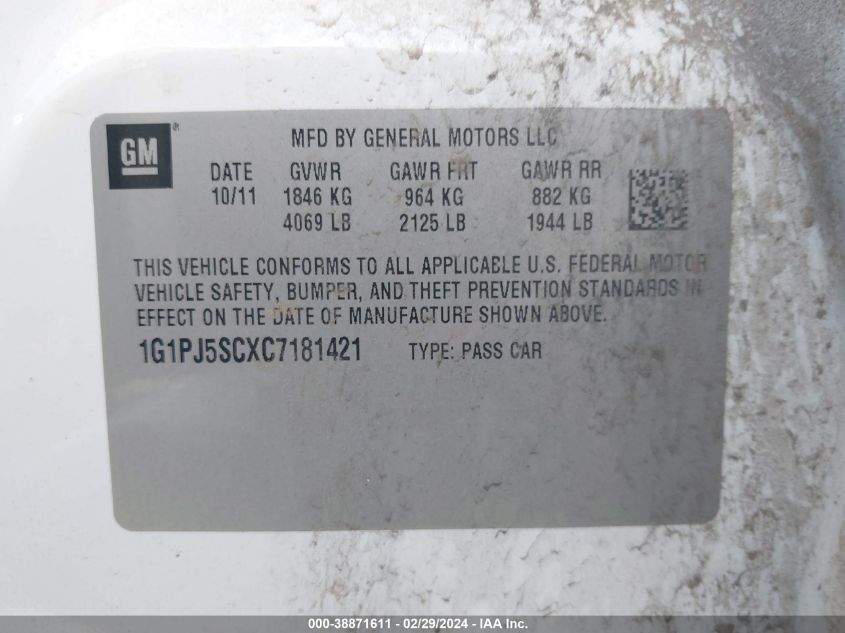 GM®
MFD BY GENERAL MOTORS LLC
DATE GVWR GAWR FRT GAWR RR
10/11 1846 KG 964 KG 882 KG
4069 LB 2125 LB 1944 LB
THIS VEHICLE CONFORMS TO ALL APPLICABLE U.S. FEDERAL MOTOR
VEHICLE SAFETY, BUMPER, AND THEFT PREVENTION STANDARDS IN
EFFECT ON THE DATE OF MANUFACTURE SHOWN ABOVE.
1G1PJ5SCXC7181421 TYPE: PASS CAR
000-38871611 - 02/29/2024 - IAA Inc.